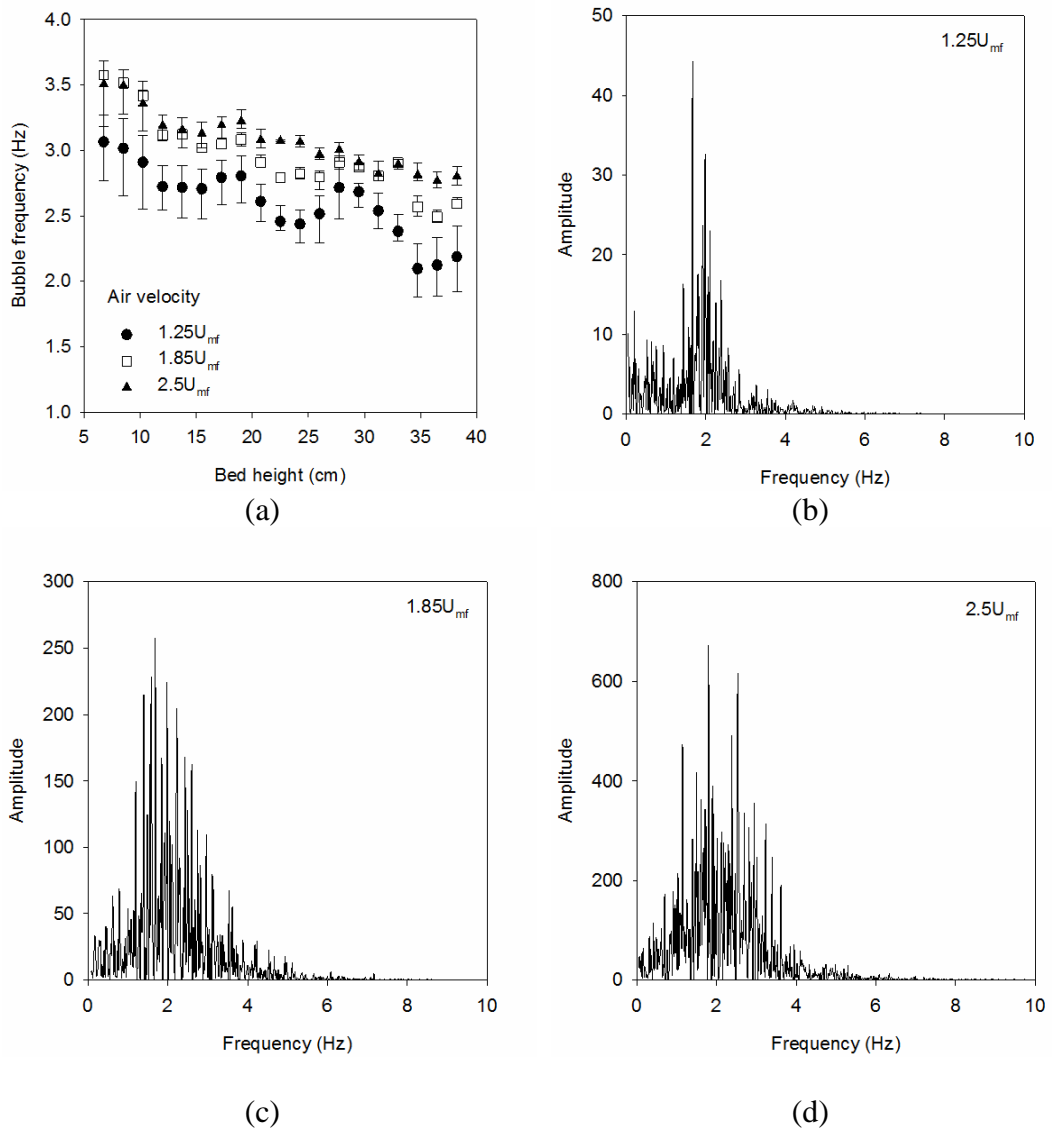 4.0
3.5
3.0
2.5
2.0
1.5
1.0
Bubble frequency (Hz)
Air velocity
1.25Umf
1.85Umf
2.5Umf
5 10 15 20 25 30 35 40
Bed height (cm)
(a)
50
40
30
20
10
0
Amplitude
1.25Umf
0 2 4 6 8 10
Frequency (Hz)
(b)
300
250
200
150
100
50
0
Amplitude
1.85Umf
0 2 4 6 8 10
Frequency (Hz)
(c)
800
600
400
200
0
Amplitude
2.5Umf
0 2 4 6 8 10
Frequency (Hz)
(d)